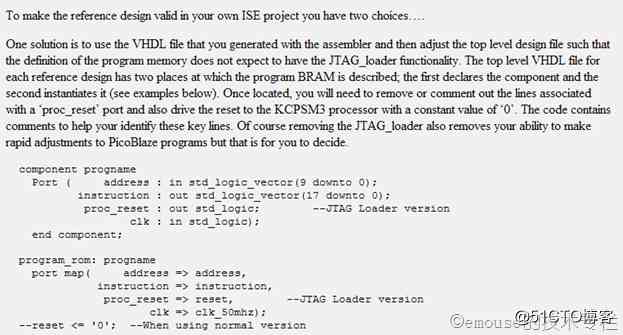 To make the reference design valid in your own ISE project you have two choices….
One solution is to use the VHDL file that you generated with the assembler and then adjust the top level design file such that
the definition of the program memory does not expect to have the JTAG_loader functionality. The top level VHDL file for
each reference design has two places at which the program BRAM is described; the first declares the component and the
second instantiates it (see examples below). Once located, you will need to remove or comment out the lines associated
with a ‘proc_reset’ port and also drive the reset to the KCPSM3 processor with a constant value of ‘0’. The code contains
comments to help your identify these key lines. Of course removing the JTAG_loader also removes your ability to make
rapid adjustments to PicoBlaze programs but that is for you to decide.
component progname
Port ( address : in std_logic_vector(9 downto 0);
instruction : out std_logic_vector(17 downto 0);
proc_reset : out std_logic; --JTAG Loader version
clk : in std_logic);
end component;
program_rom: progname
port map( address => address,
instruction => instruction,
proc_reset => reset, --JTAG Loader version
clk => clk_50mhz);
--reset <= '0'; --When using normal version
@51CTO博客
©emouse的技术专栏